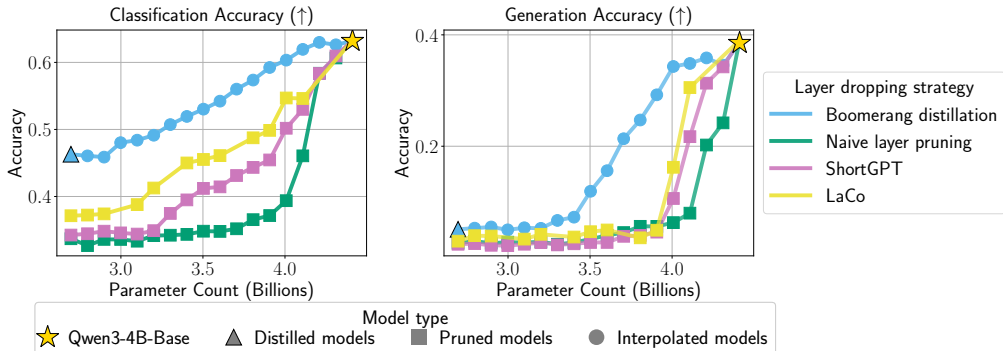 Classification Accuracy (↑)
Accuracy
0.6
0.5
0.4
3.0
3.5
4.0
Parameter Count (Billions)
Generation Accuracy (↑)
Accuracy
0.4
0.2
3.0
3.5
4.0
Parameter Count (Billions)
Layer dropping strategy
Boomerang distillation
Naive layer pruning
ShortGPT
LaCo
Model type
Qwen3-4B-Base
Distilled models
Pruned models
Interpolated models